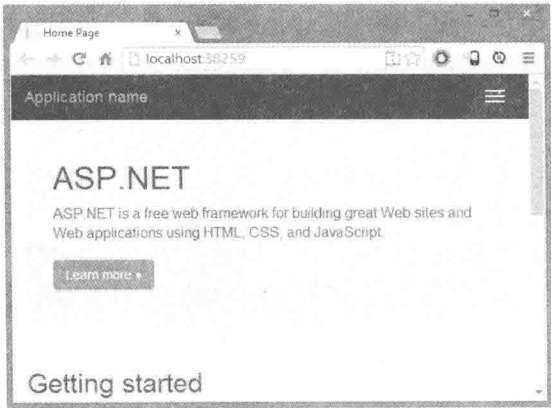 Home Page
localhost:38259
Application name
ASP.NET
ASP.NET is a free web framework for building great Web sites and
Web applications using HTML, CSS, and JavaScript.
Learn more »
Getting started